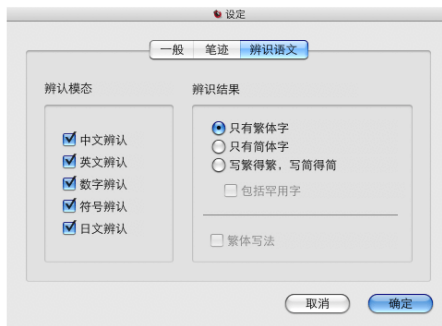 设定
一般 笔迹 辨识语文
辨认模态
中文辨认
英文辨认
数字辨认
符号辨认
日文辨认
辨识结果
只有繁体字
只有简体字
写繁得繁，写简得简
包括罕用字
繁体写法
取消 确定